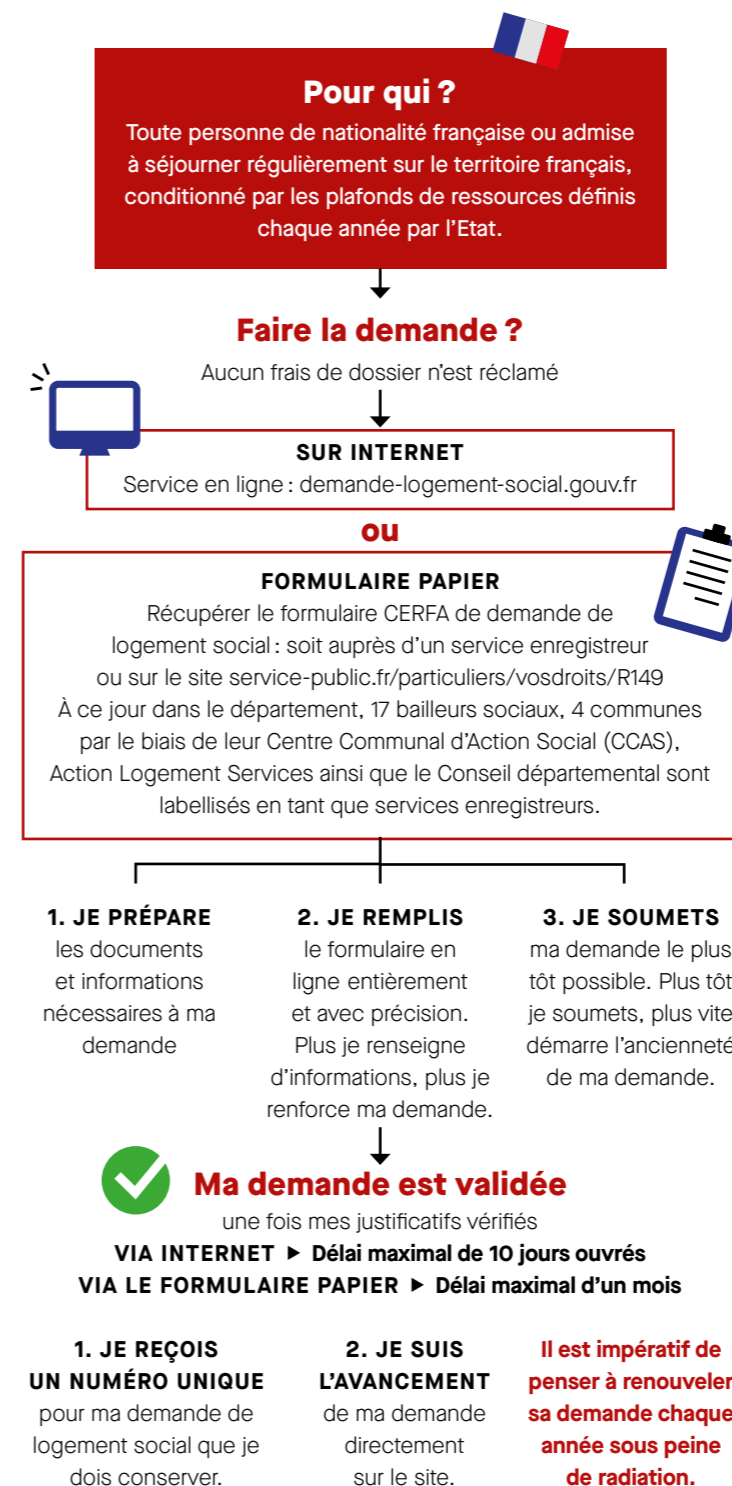 Pour qui ?
Toute personne de nationalité française ou admise
à séjourner régulièrement sur le territoire français,
conditionné par les plafonds de ressources définis
chaque année par l'Etat.
Faire la demande ?
Aucun frais de dossier n'est réclamé
SUR INTERNET
Service en ligne : demande-logement-social.gouv.fr
ou
FORMULAIRE PAPIER
Récupérer le formulaire CERFA de demande de
logement social : soit auprès d'un service enregistreur
ou sur le site service-public.fr/particuliers/vosdroits/R149
À ce jour dans le département, 17 bailleurs sociaux, 4 communes
par le biais de leur Centre Communal d'Action Social (CCAS),
Action Logement Services ainsi que le Conseil départemental sont
labellisés en tant que services enregistreurs.
1. JE PRÉPARE
les documents
et informations
nécessaires à ma
demande
2. JE REMPLIS
le formulaire en
ligne entièrement
et avec précision.
Plus je renseigne
d'informations, plus je
renforce ma demande.
3. JE SOUMETS
ma demande le plus
tôt possible. Plus tôt
je soumets, plus vite
démarre l'ancienneté
de ma demande.
Ma demande est validée
une fois mes justificatifs vérifiés
VIA INTERNET ▶ Délai maximal de 10 jours ouvrés
VIA LE FORMULAIRE PAPIER ▶ Délai maximal d'un mois
1. JE REÇOIS
UN NUMÉRO UNIQUE
pour ma demande de
logement social que je
dois conserver.
2. JE SUIS
L'AVANCEMENT
de ma demande
directement
sur le site.
Il est impératif de
penser à renouveler
sa demande chaque
année sous peine
de radiation.